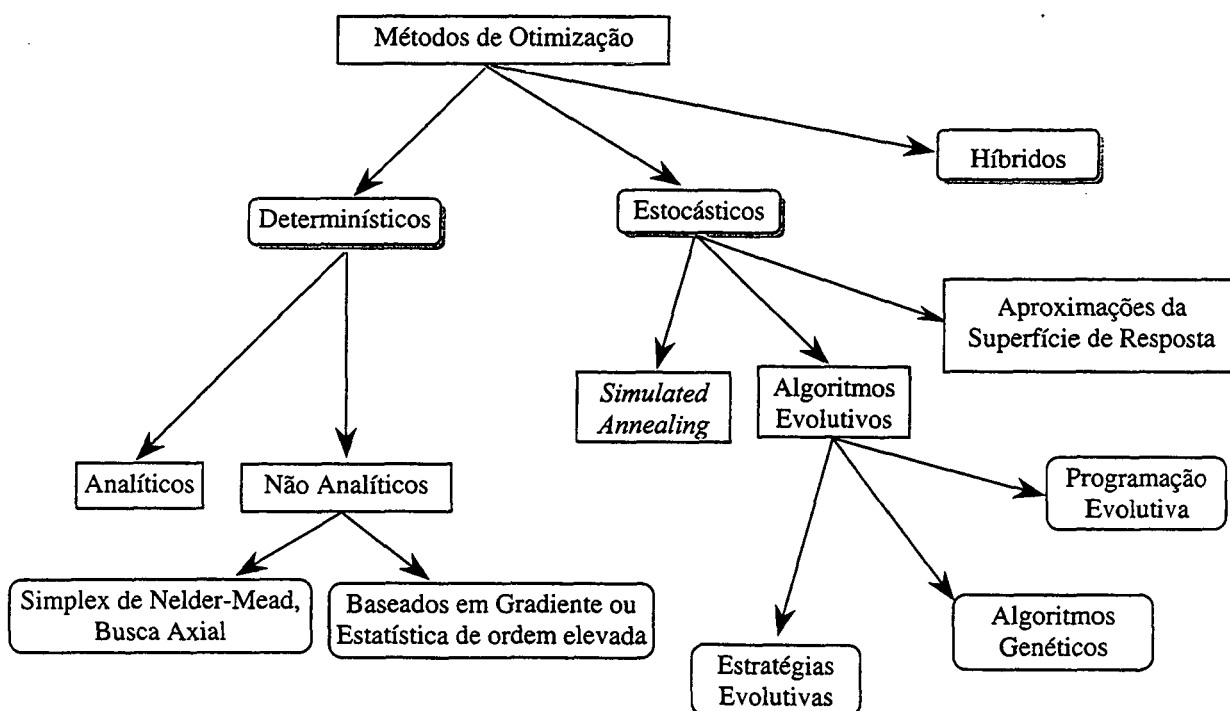 Métodos de Otimização
Híbridos
Determinísticos
Estocásticos
Aproximações da
Superfície de Resposta
Simulated
Annealing
Algoritmos
Evolutivos
Analíticos
Não Analíticos
Programação
Evolutiva
Simplex de Nelder-Mead,
Busca Axial
Baseados em Gradiente ou
Estatística de ordem elevada
Algoritmos
Genéticos
Estratégias
Evolutivas